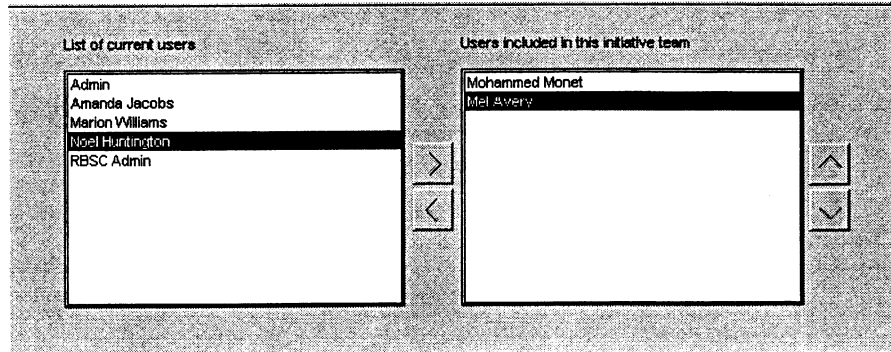 List of current users
Admin
Amanda Jacobs
Marion Williams
Noel Huntington
RBSC Admin
Users included in this initiative team
Mohammed Monet
Mel Avery